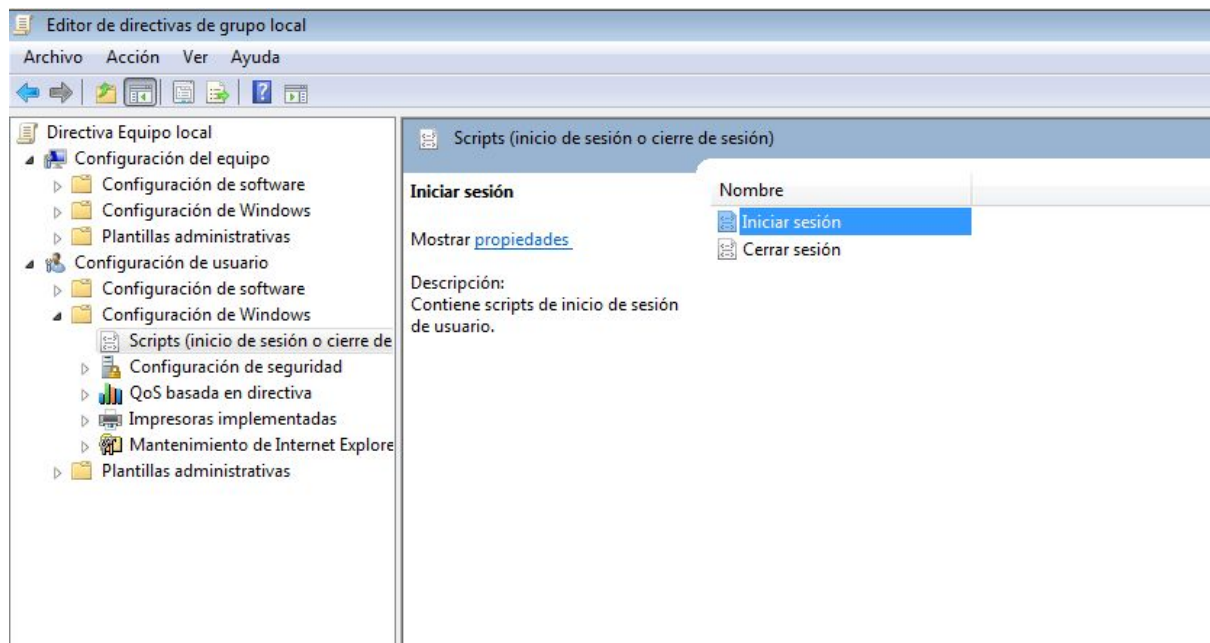 Editor de directivas de grupo local
Archivo Acción Ver Ayuda
Directiva Equipo local
Configuración del equipo
Configuración de software
Configuración de Windows
Plantillas administrativas
Configuración de usuario
Configuración de software
Configuración de Windows
Scripts (inicio de sesión o cierre de
Configuración de seguridad
QoS basada en directiva
Impresoras implementadas
Mantenimiento de Internet Explore
Plantillas administrativas
Scripts (inicio de sesión o cierre de sesión)
Iniciar sesión
Mostrar propiedades
Descripción:
Contiene scripts de inicio de sesión
de usuario.
Nombre
Iniciar sesión
Cerrar sesión